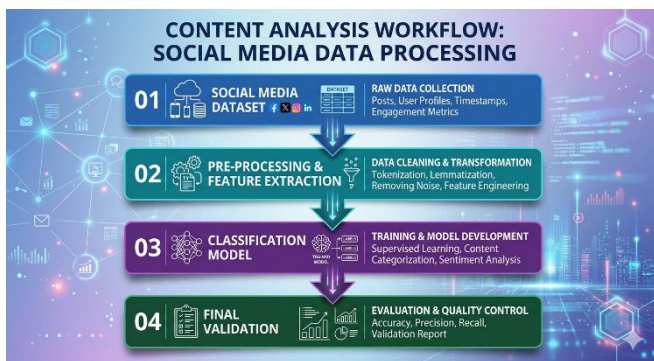 CONTENT ANALYSIS WORKFLOW:
SOCIAL MEDIA DATA PROCESSING
01
SOCIAL MEDIA
DATASET
DATASET
RAW DATA COLLECTION
Posts, User Profiles, Timestamps,
Engagement Metrics
02
PRE-PROCESSING &
FEATURE EXTRACTION
DATA CLEANING & TRANSFORMATION
Tokenization, Lemmatization,
Removing Noise, Feature Engineering
03
CLASSIFICATION
MODEL
MODEL
TRAINING & MODEL DEVELOPMENT
Supervised Learning, Content
Categorization, Sentiment Analysis
04
FINAL
VALIDATION
EVALUATION & QUALITY CONTROL
Accuracy, Precision, Recall,
Validation Report